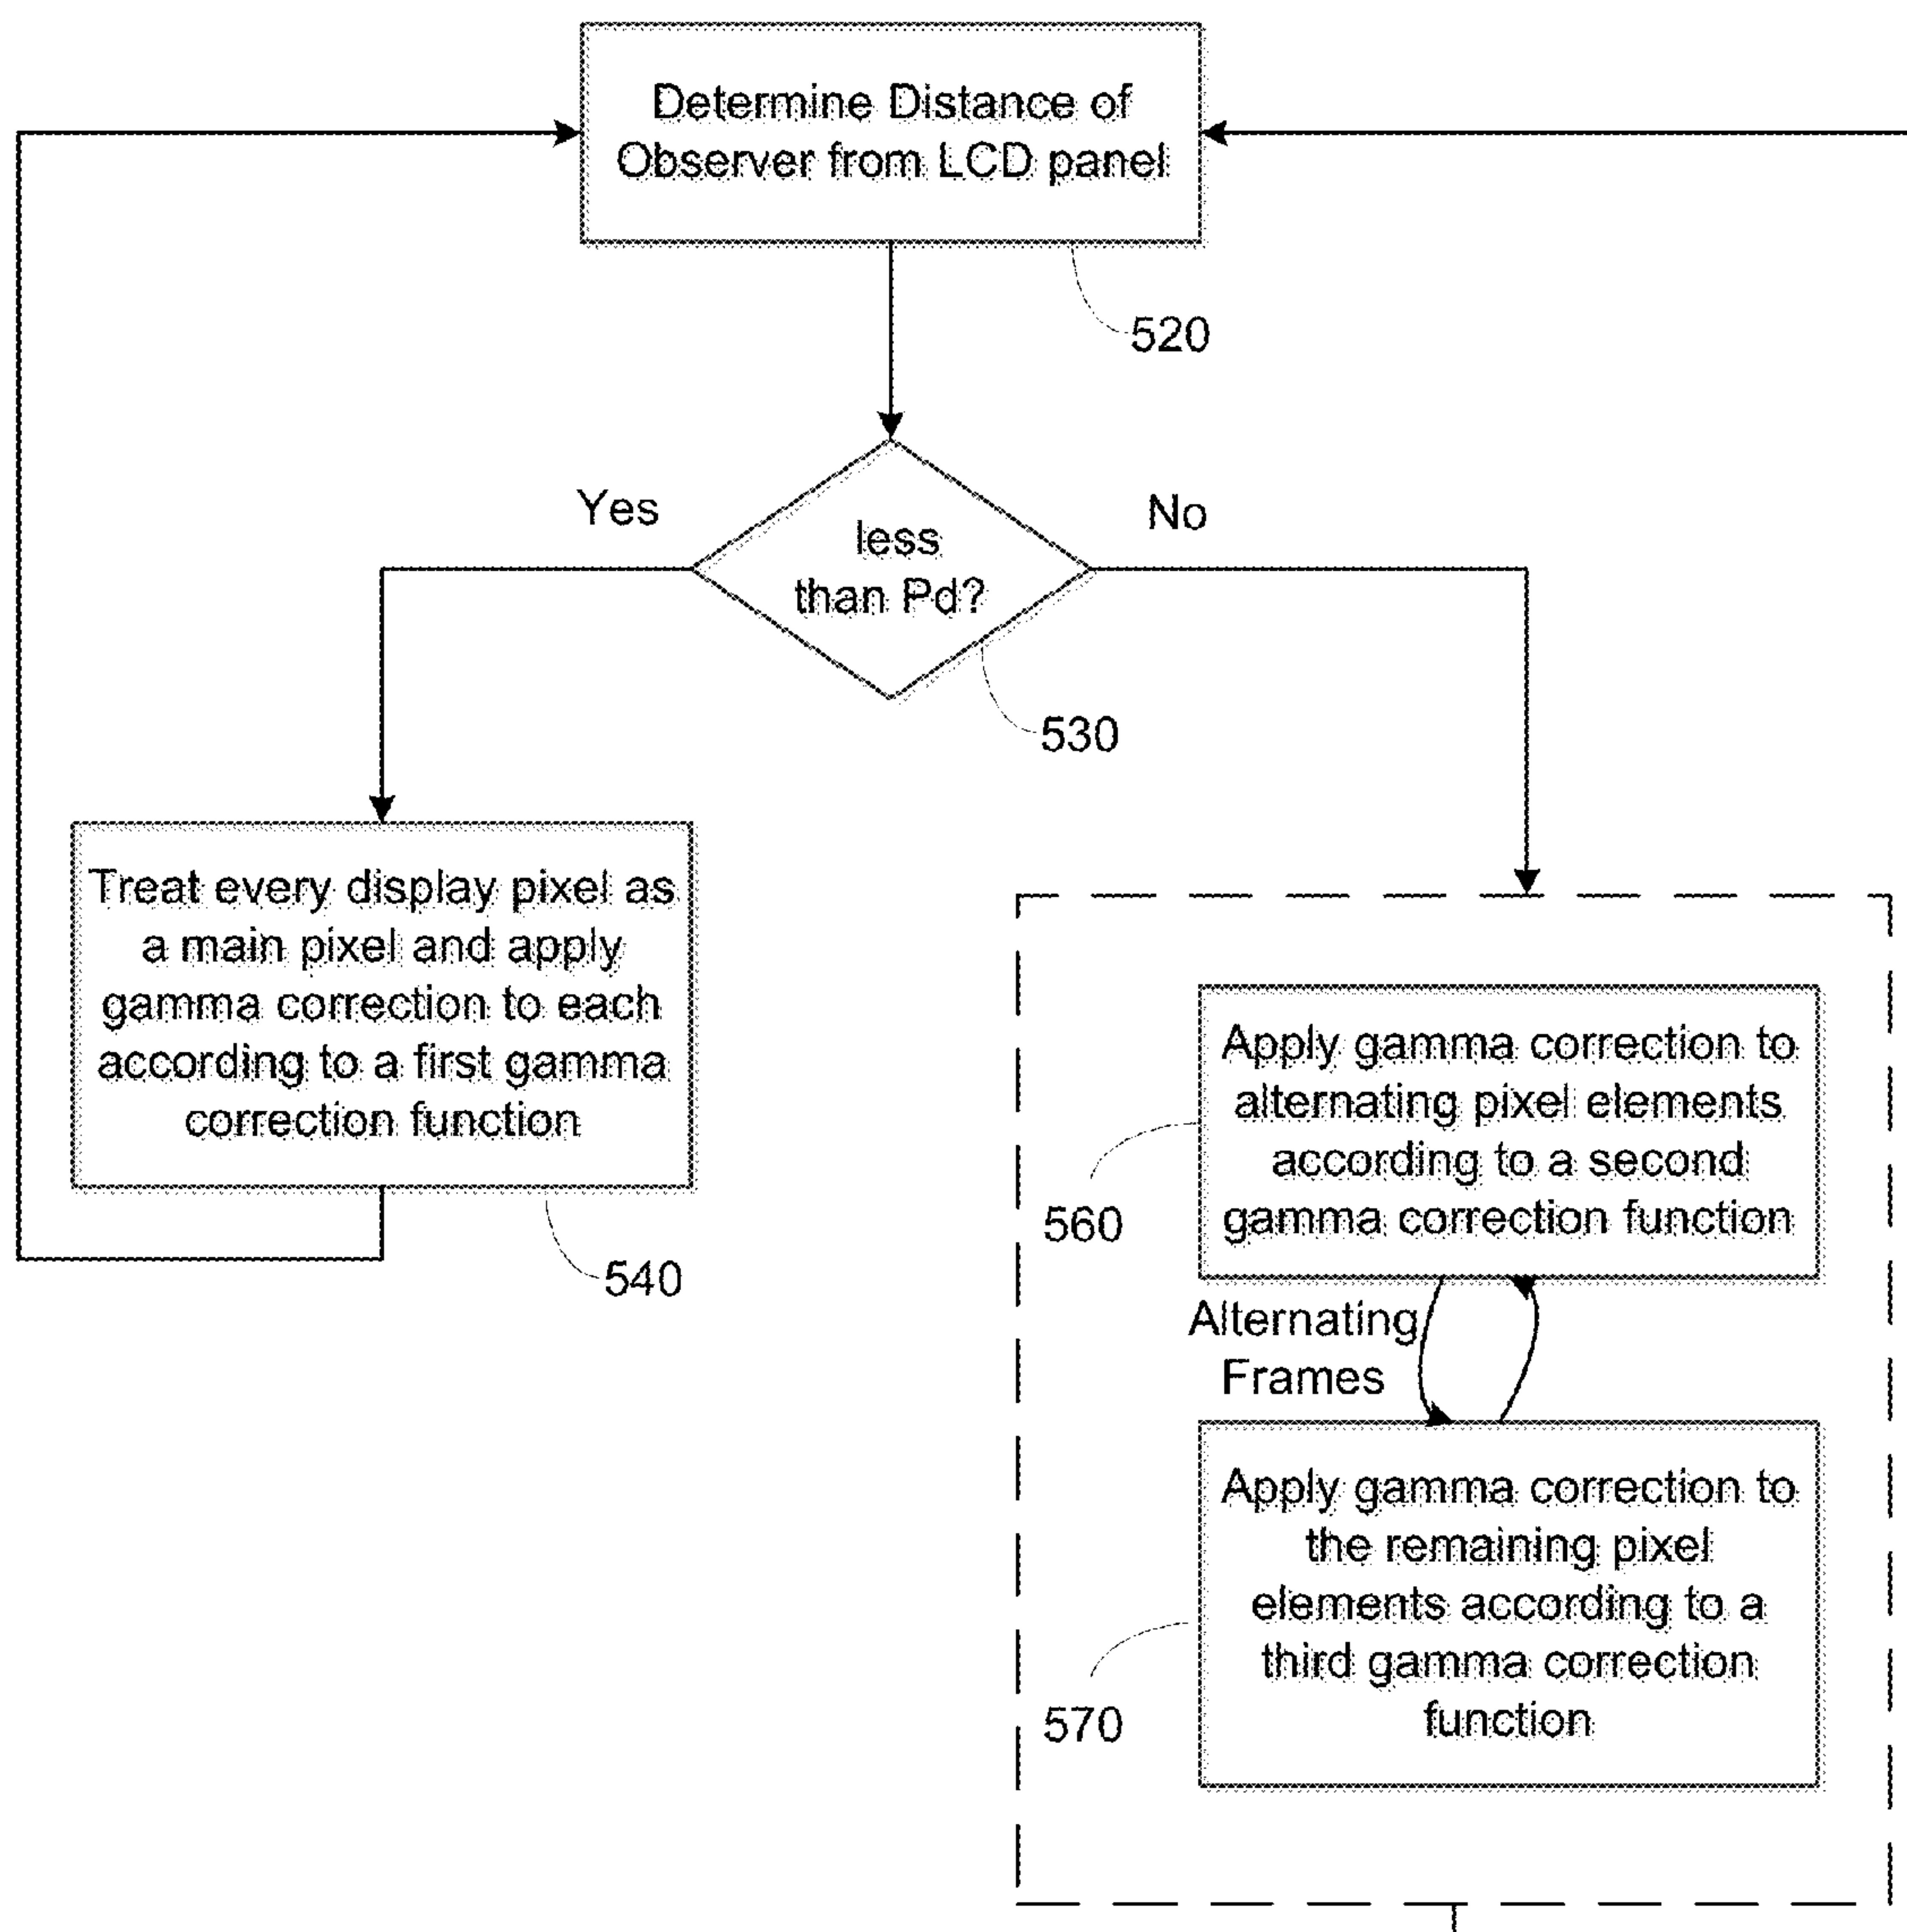 Determine Distance of
Observer from LCD panel
520
Yes
No
less
than Pd?
530
Treat every display pixel as
a main pixel and apply
gamma correction to each
according to a first gamma
correction function
540
Apply gamma correction to
alternating pixel elements
according to a second
gamma correction function
560
Alternating
Frames
Apply gamma correction to
the remaining pixel
elements according to a
third gamma correction
function
570